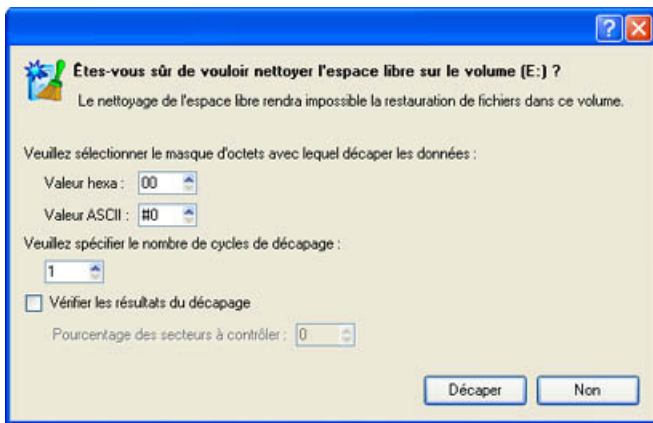 Êtes-vous sûr de vouloir nettoyer l'espace libre sur le volume (E:) ?
Le nettoyage de l'espace libre rendra impossible la restauration de fichiers dans ce volume.
Veuillez sélectionner le masque d'octets avec lequel décaper les données :
Valeur hexa : 00
Valeur ASCII : #0
Veuillez spécifier le nombre de cycles de décapage :
1
Vérifier les résultats du décapage
Pourcentage des secteurs à contrôler : 0
Décaper Non